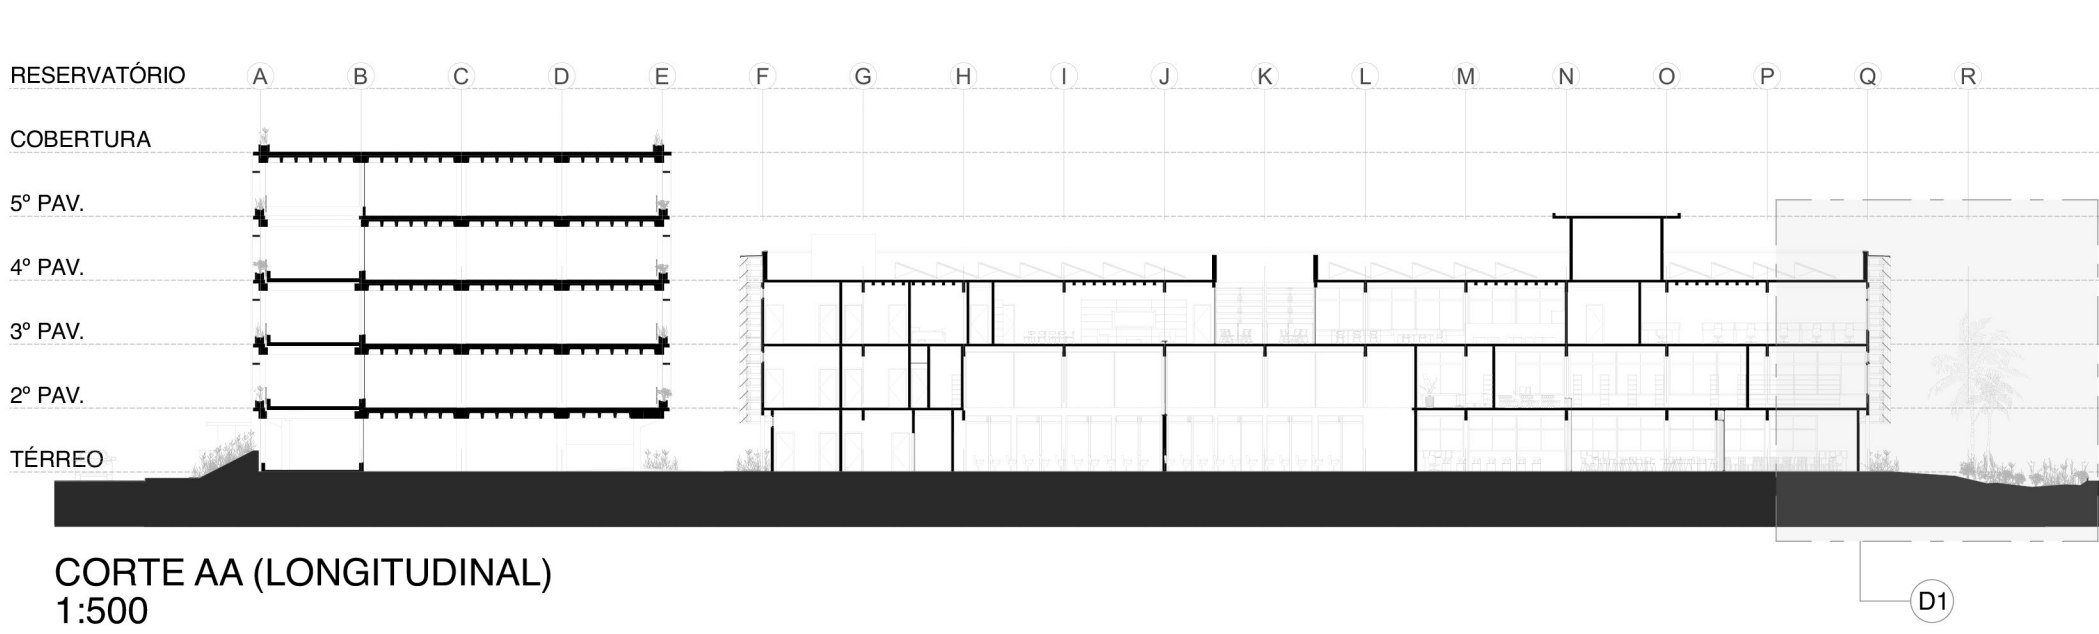 RESERVATÓRIO A B C D E F G H I J K L M N O P Q R
COBERTURA
5º PAV.
4º PAV.
3º PAV.
2º PAV.
TÉRREO
CORTE AA (LONGITUDINAL)
1:500
D1